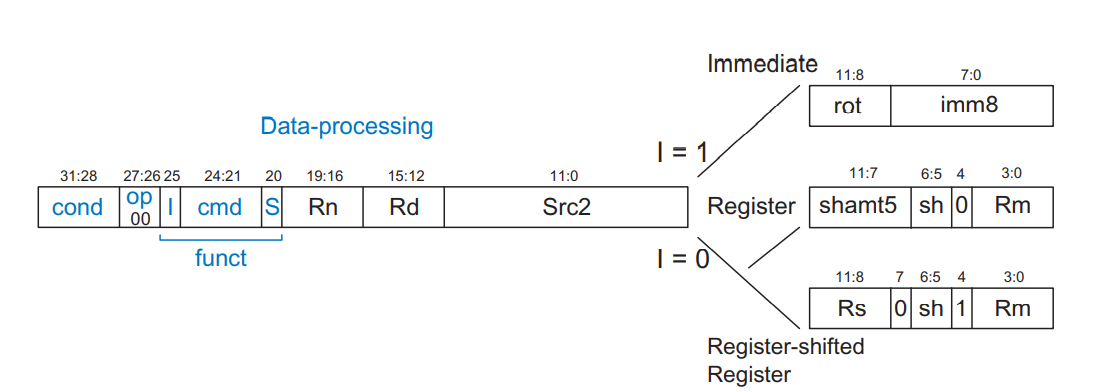 Immediate
11:8 7:0
rot imm8
Data-processing
I = 1
31:28 27:26 25 24:21 20 19:16 15:12 11:0
cond op 00 I cmd S Rn Rd Src2
funct
Register
11:7 6:5 4 3:0
shamt5 sh 0 Rm
I = 0
11:8 7 6:5 4 3:0
Rs 0 sh 1 Rm
Register-shifted
Register